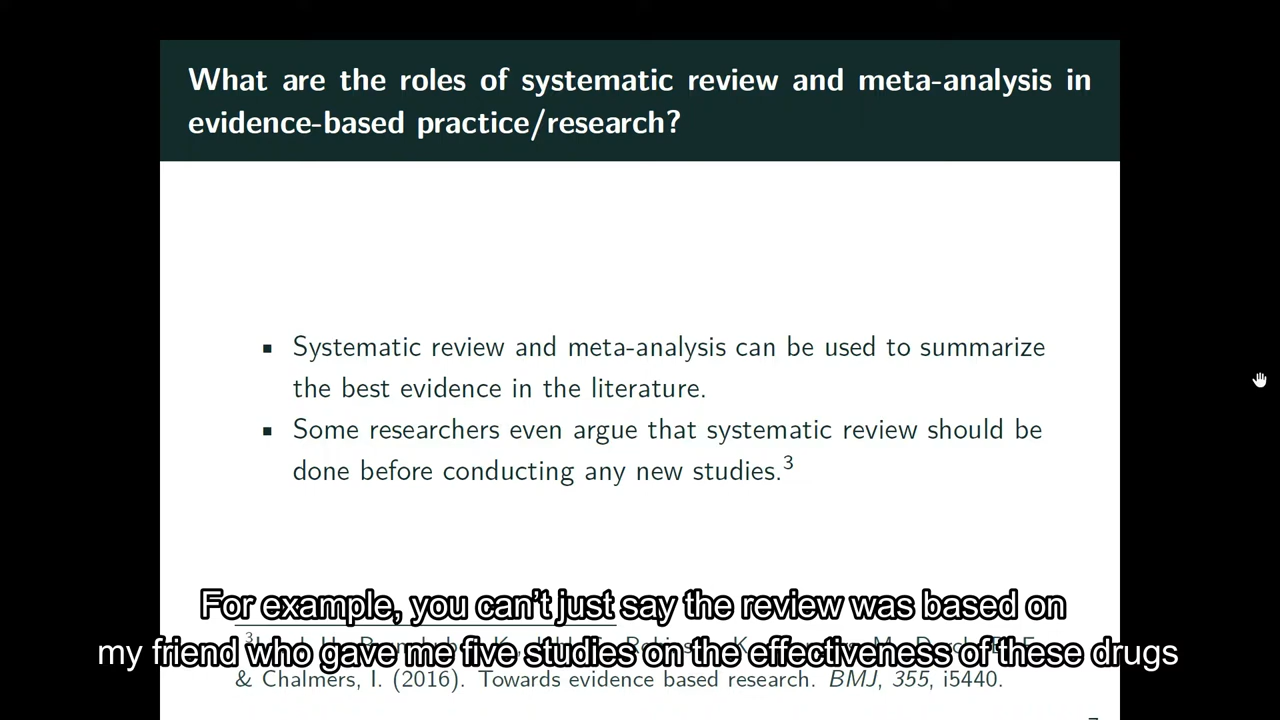 What are the roles of systematic review and meta-analysis in
evidence-based practice/research?
▪ Systematic review and meta-analysis can be used to summarize
the best evidence in the literature.
▪ Some researchers even argue that systematic review should be
done before conducting any new studies.3
For example, you can't just say the review was based on
my friend who gave me five studies on the effectiveness of these drugs
& Chalmers, I. (2016). Towards evidence based research. BMJ, 355, i5440.